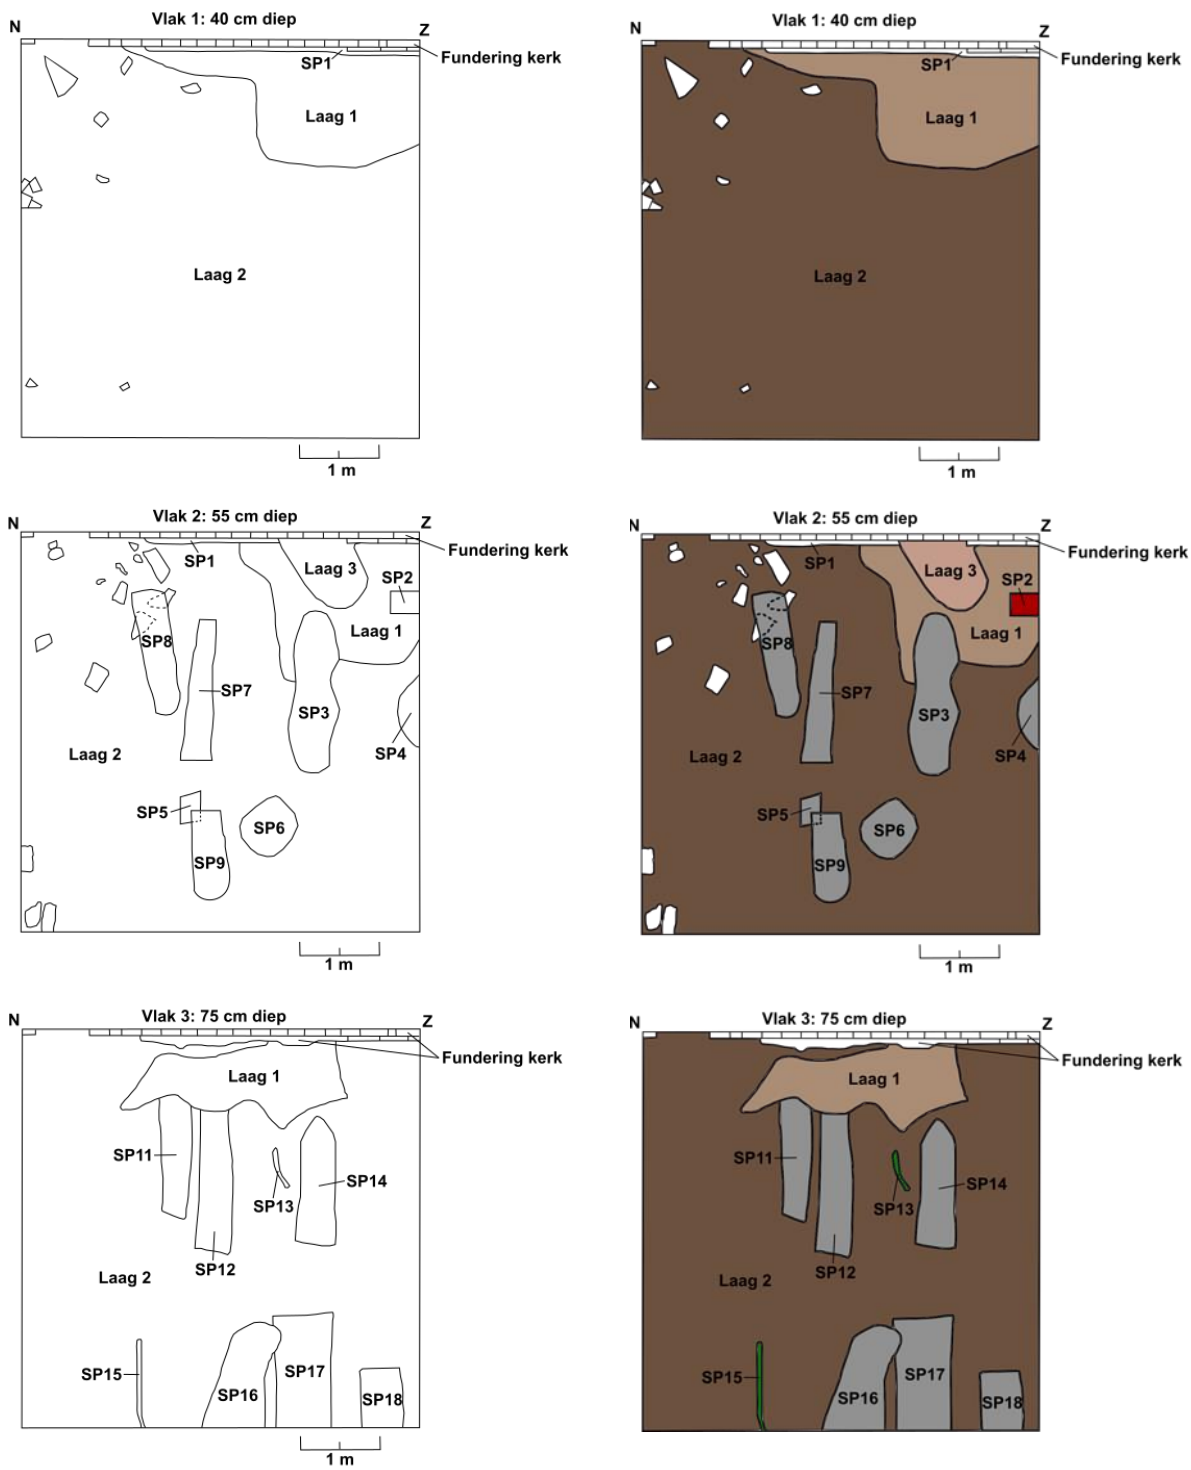 Vlak 1: 40 cm diep
N
Z
Fundering kerk
SP1
Laag 1
Laag 2
1 m
Vlak 1: 40 cm diep
N
Z
Fundering kerk
SP1
Laag 1
Laag 2
1 m
Vlak 2: 55 cm diep
N
Z
Fundering kerk
SP1
Laag 3
SP2
Laag 1
SP8
SP7
SP3
Laag 2
SP4
SP5
SP6
SP9
1 m
Vlak 2: 55 cm diep
N
Z
Fundering kerk
SP1
Laag 3
SP2
Laag 1
SP8
SP7
SP3
Laag 2
SP4
SP5
SP6
SP9
1 m
Vlak 3: 75 cm diep
N
Z
Fundering kerk
Laag 1
SP11
SP14
SP13
SP12
Laag 2
SP15
SP17
SP16
SP18
1 m
Vlak 3: 75 cm diep
N
Z
Fundering kerk
Laag 1
SP11
SP14
SP13
SP12
Laag 2
SP15
SP17
SP16
SP18
1 m